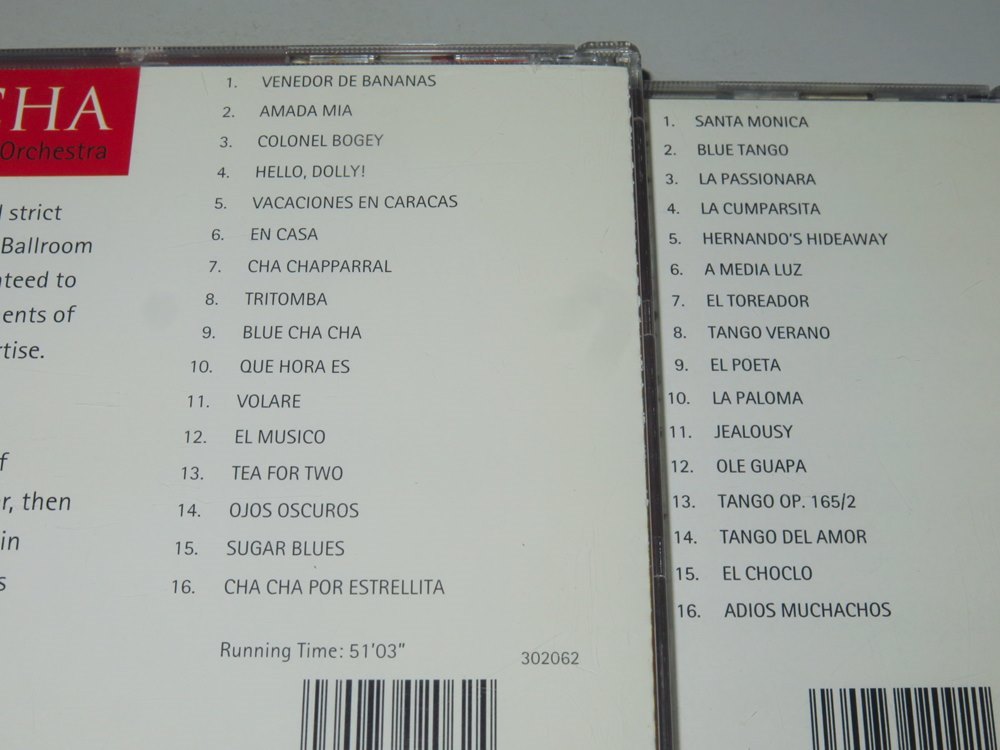 CHA
Orchestra
strict
Ballroom
nteed to
ents of
rtise.
f
r, then
in
s
1. VENEDOR DE BANANAS
2. AMADA MIA
3. COLONEL BOGEY
4. HELLO, DOLLY!
5. VACACIONES EN CARACAS
6. EN CASA
7. CHA CHAPPARRAL
8. TRITOMBA
9. BLUE CHA CHA
10. QUE HORA ES
11. VOLARE
12. EL MUSICO
13. TEA FOR TWO
14. OJOS OSCUROS
15. SUGAR BLUES
16. CHA CHA POR ESTRELLITA
Running Time: 51'03"
302062
1. SANTA MONICA
2. BLUE TANGO
3. LA PASSIONARA
4. LA CUMPARSITA
5. HERNANDO'S HIDEAWAY
6. A MEDIA LUZ
7. EL TOREADOR
8. TANGO VERANO
9. EL POETA
10. LA PALOMA
11. JEALOUSY
12. OLE GUAPA
13. TANGO OP. 165/2
14. TANGO DEL AMOR
15. EL CHOCLO
16. ADIOS MUCHACHOS